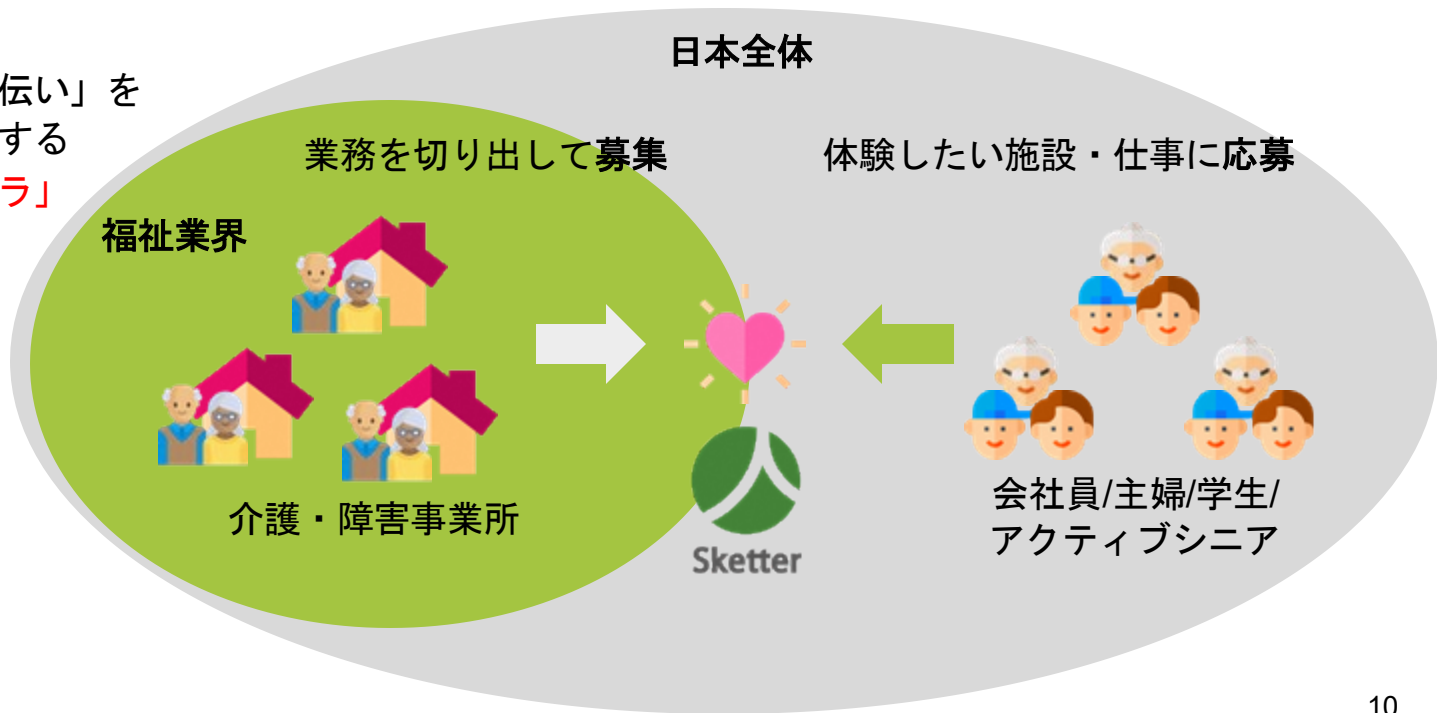 日本全体
伝い」を
する
ラ」
業務を切り出して募集
体験したい施設・仕事に応募
福祉業界
介護・障害事業所
Sketter
会社員/主婦/学生/
アクティブシニア
10